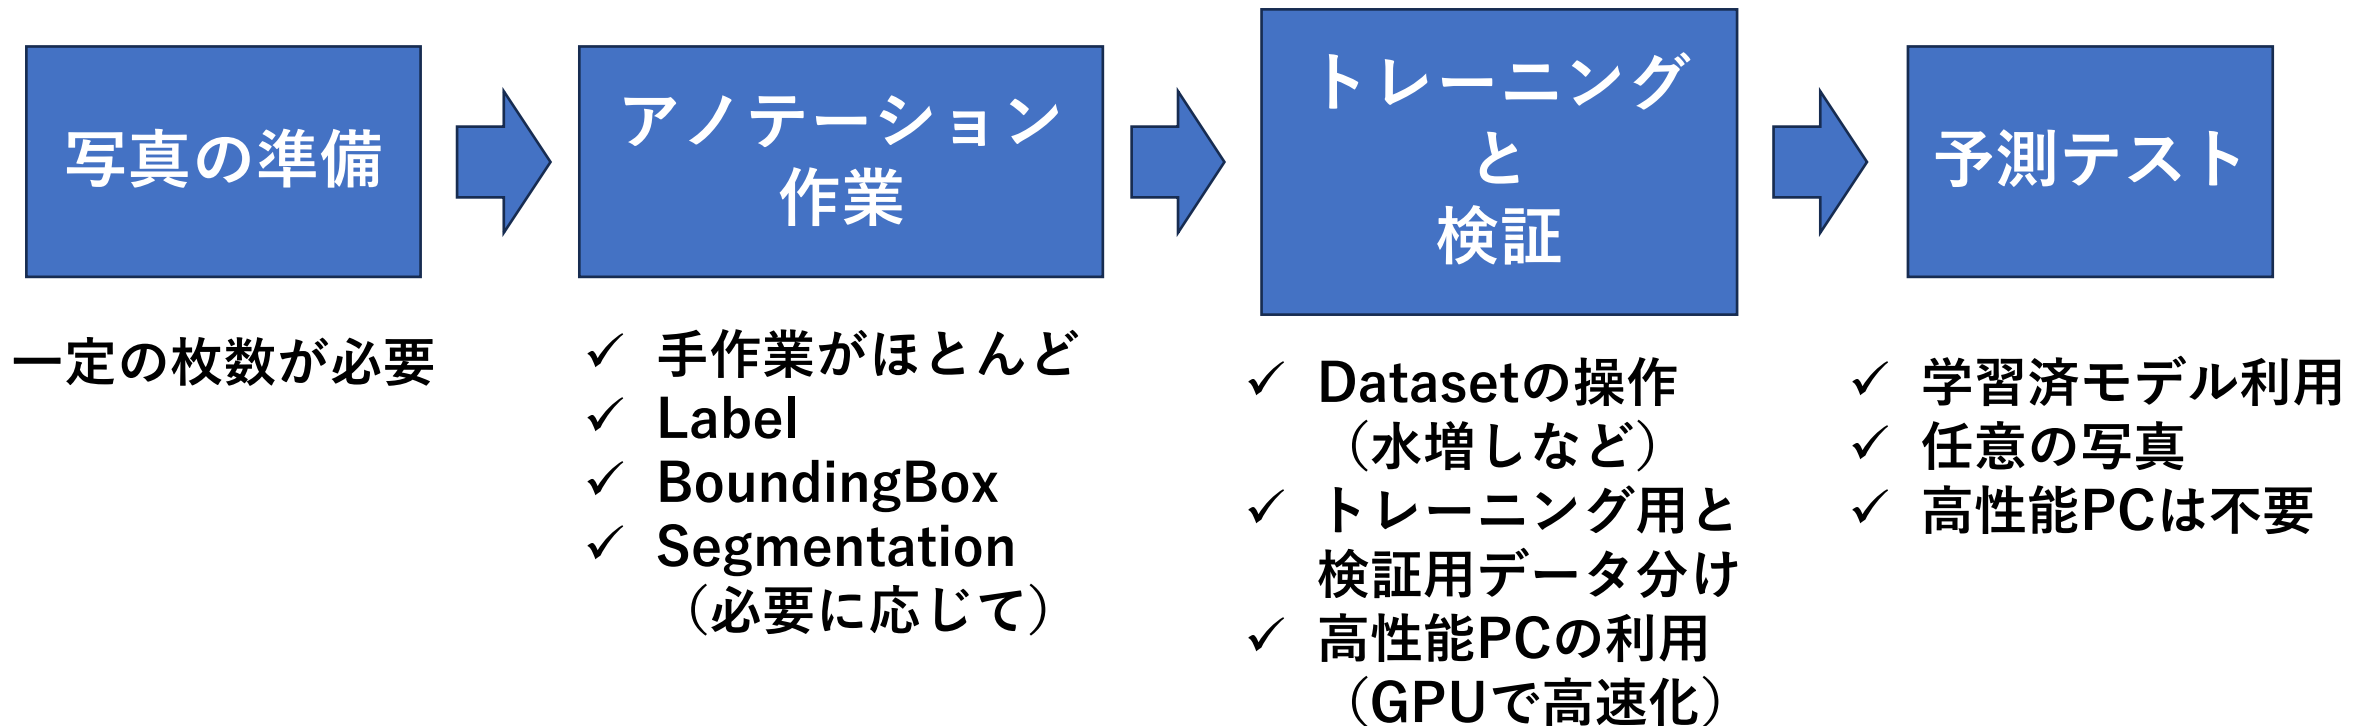 写真の準備
一定の枚数が必要
アノテーション
作業
✓ 手作業がほとんど
✓ Label
✓ BoundingBox
✓ Segmentation
（必要に応じて）
トレーニング
と
検証
✓ Datasetの操作
（水増しなど）
✓ トレーニング用と
検証用データ分け
✓ 高性能PCの利用
（GPUで高速化）
予測テスト
✓ 学習済モデル利用
✓ 任意の写真
✓ 高性能PCは不要